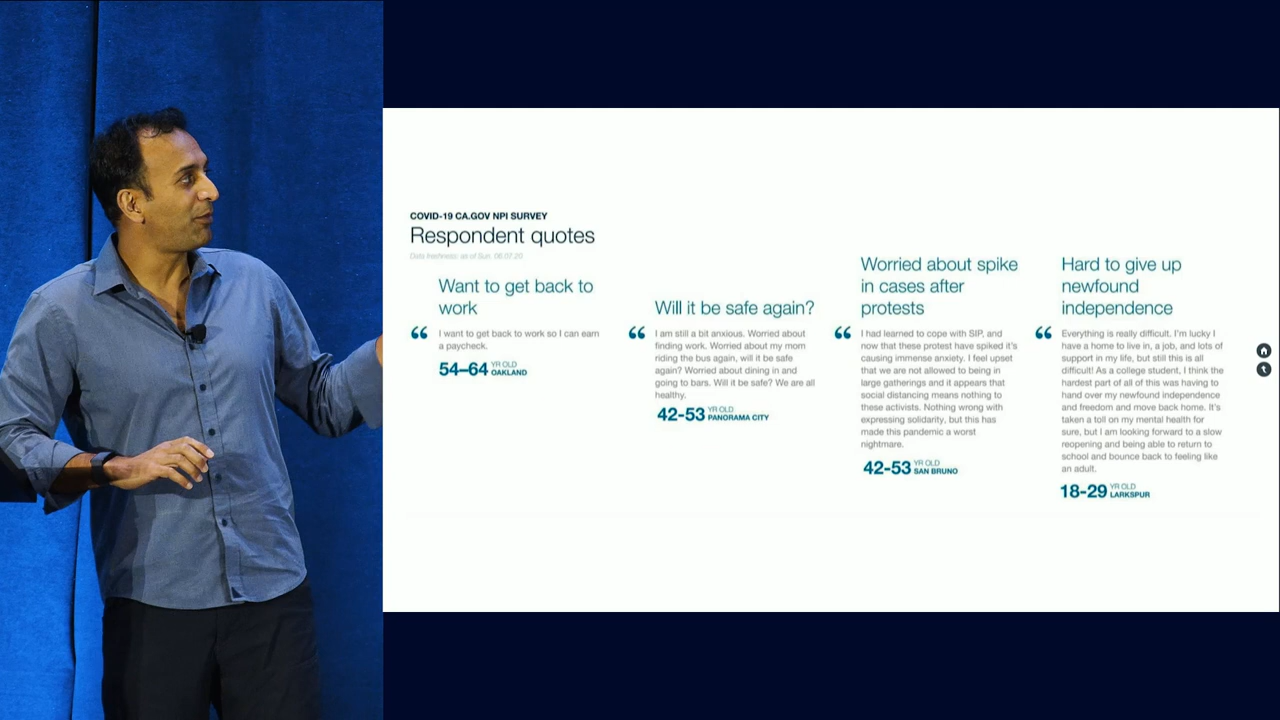 COVID-19 CA.GOV NPI SURVEY
Respondent quotes
Data freshness: as of Sun. 06.07.20
Want to get back to
work
I want to get back to work so I can earn
a paycheck.
54–64 YR OLD
OAKLAND
Will it be safe again?
I am still a bit anxious. Worried about
finding work. Worried about my mom
riding the bus again, will it be safe
again? Worried about dining in and
going to bars. Will it be safe? We are all
healthy.
42-53 YR OLD
PANORAMA CITY
Worried about spike
in cases after
protests
I had learned to cope with SIP, and
now that these protest have spiked it's
causing immense anxiety. I feel upset
that we are not allowed to being in
large gatherings and it appears that
social distancing means nothing to
these activists. Nothing wrong with
expressing solidarity, but this has
made this pandemic a worst
nightmare.
42-53 YR OLD
SAN BRUNO
Hard to give up
newfound
independence
Everything is really difficult. I'm lucky I
have a home to live in, a job, and lots of
support in my life, but still this is all
difficult! As a college student, I think the
hardest part of all of this was having to
hand over my newfound independence
and freedom and move back home. It's
taken a toll on my mental health for
sure, but I am looking forward to a slow
reopening and being able to return to
school and bounce back to feeling like
an adult.
18-29 YR OLD
LARKSPUR